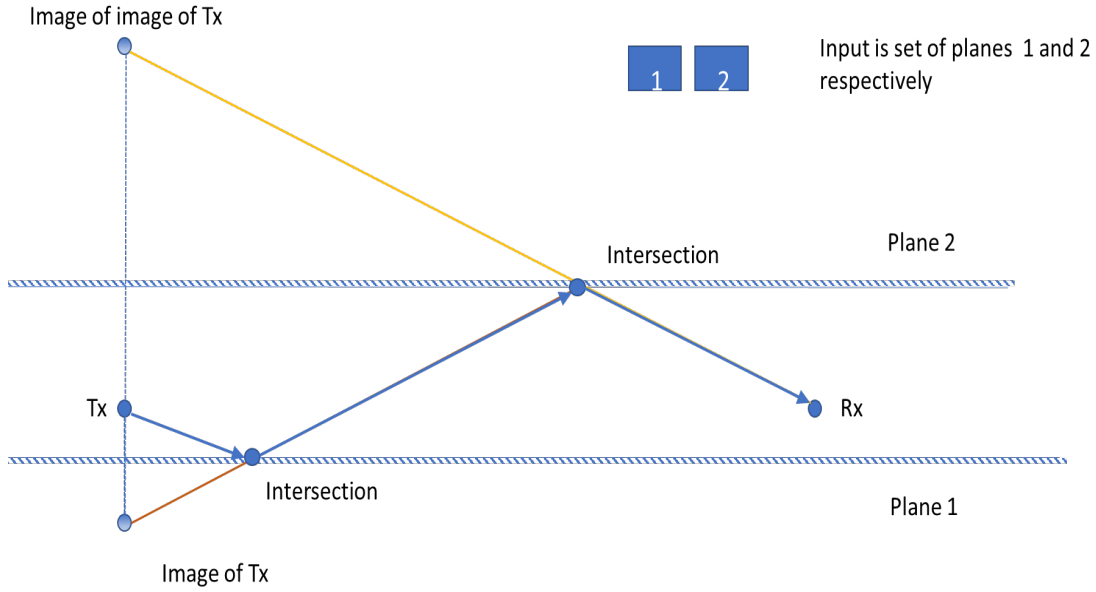 Image of image of Tx
1 2
Input is set of planes 1 and 2
respectively
Plane 2
Intersection
Tx
Rx
Intersection
Plane 1
Image of Tx